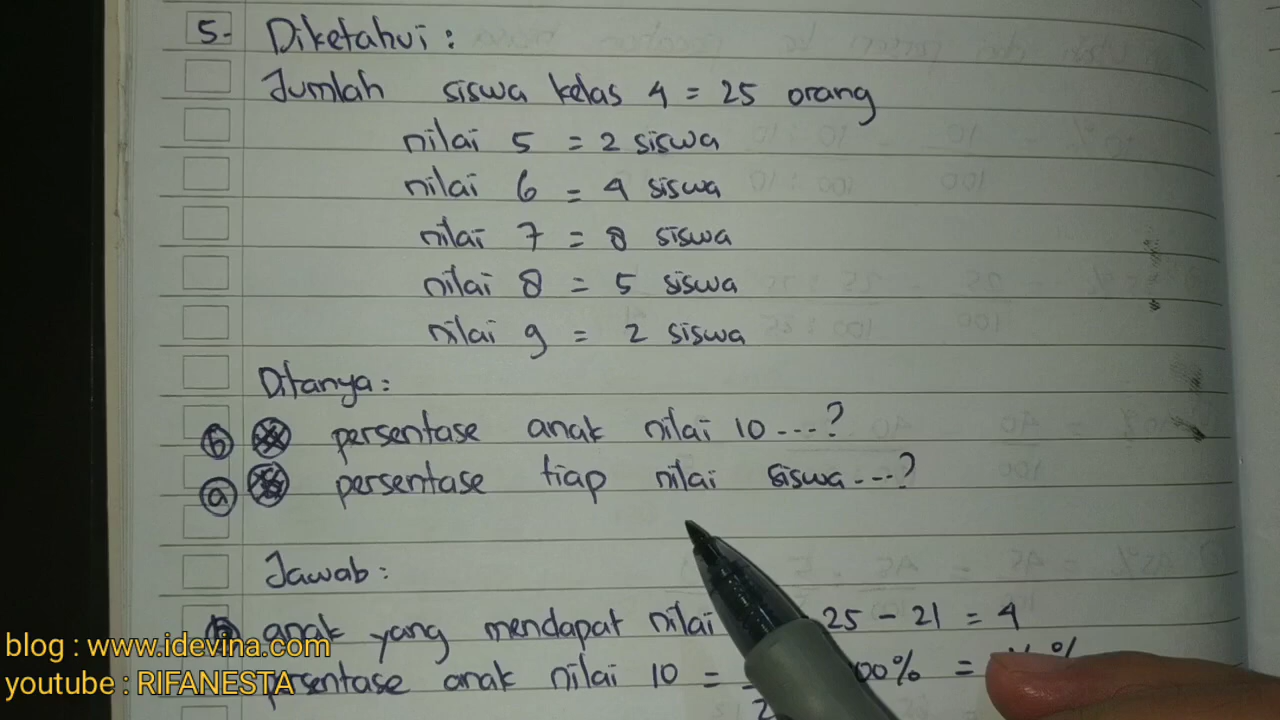 5. Diketahui :
Jumlah siswa kelas 4 = 25 orang
nilai 5 = 2 siswa
nilai 6 = 4 siswa
nilai 7 = 8 siswa
nilai 8 = 5 siswa
nilai 9 = 2 siswa
Ditanya :
b persentase anak nilai 10 ....?
a persentase tiap nilai siswa....?
Jawab :
b anak yang mendapat nilai 25 - 21 = 4
persentase anak nilai 10 = 00% = %
blog : www.idevina.com
youtube : RIFANESTA